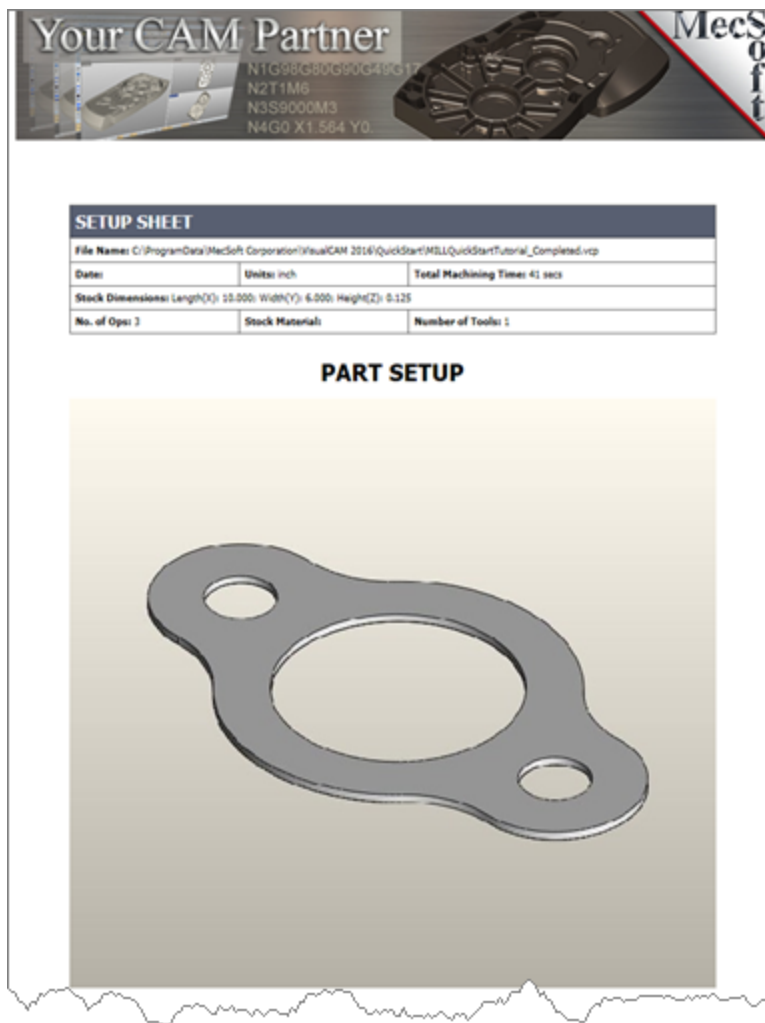 Your CAM Partner
MecSoft
N1G98G80G90G49G17
N2T1M6
N3S9000M3
N4G0 X1.564 Y0.
SETUP SHEET
File Name: C:\ProgramData\MecSoft Corporation\VisualCAM 2016\QuickStart\MILLQuickStartTutorial_Completed.vcp
Date: Units: inch Total Machining Time: 41 secs
Stock Dimensions: Length(X): 10.000; Width(Y): 6.000; Height(Z): 0.125
No. of Ops: 3 Stock Material: Number of Tools: 1
PART SETUP